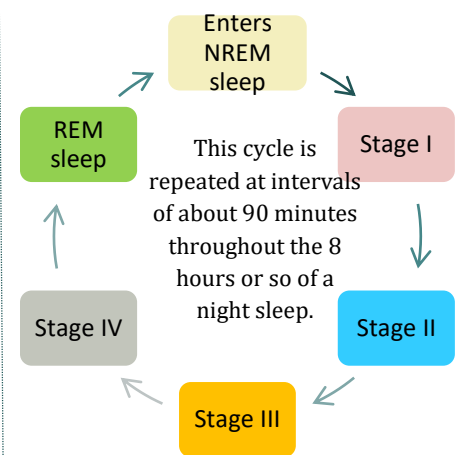 Enters
NREM
sleep
Stage I
Stage II
Stage III
Stage IV
REM
sleep
This cycle is
repeated at intervals
of about 90 minutes
throughout the 8
hours or so of a
night sleep.